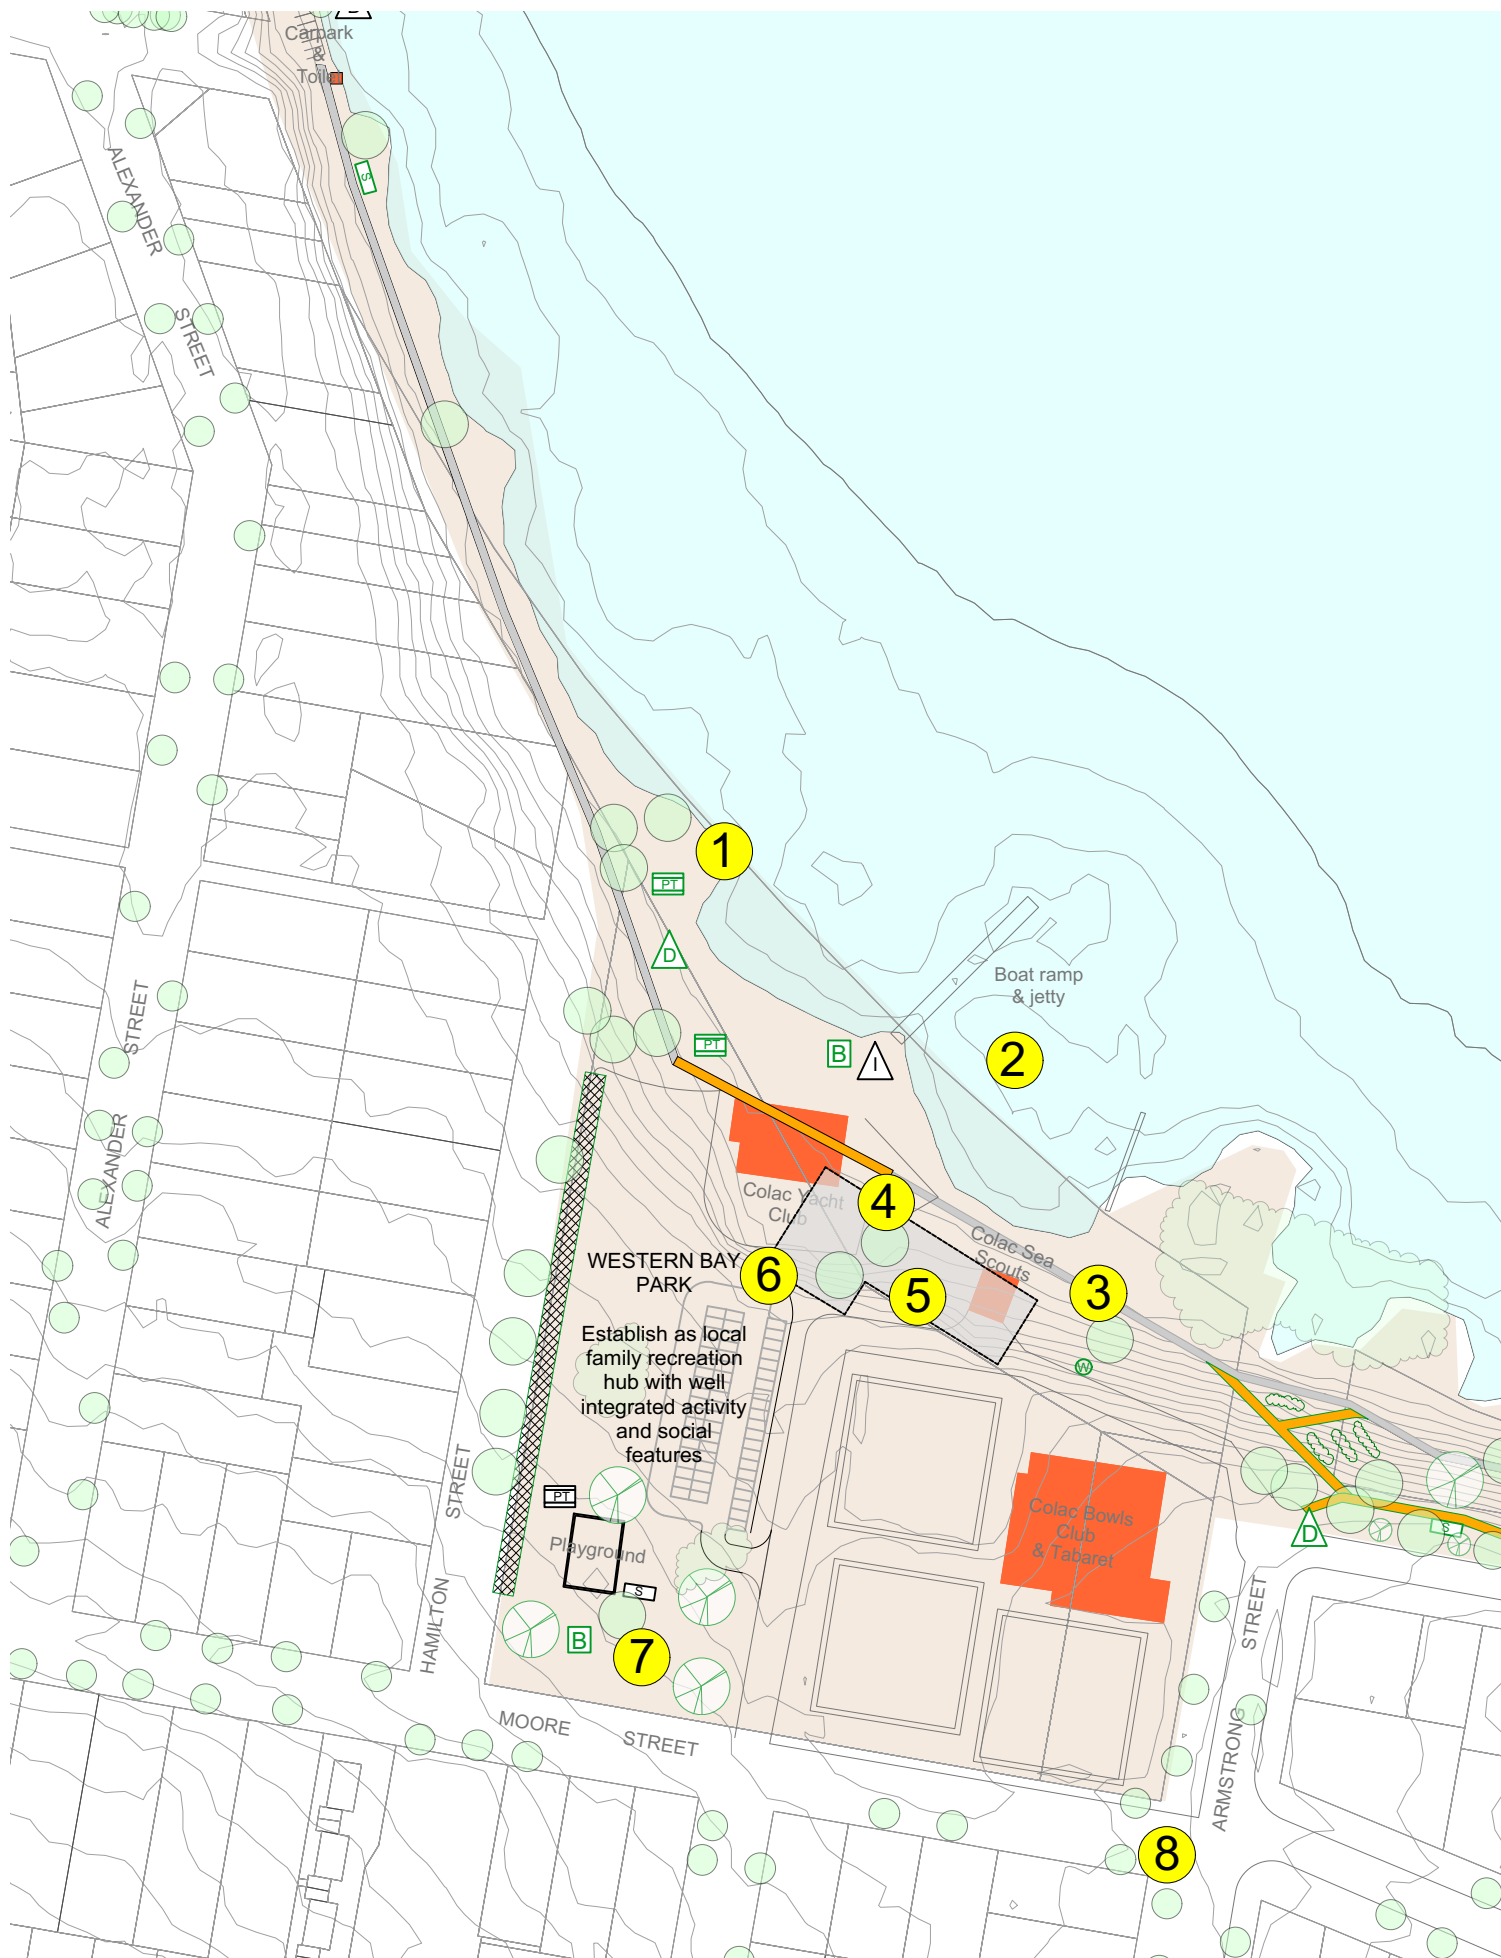 D
Carpark
&
Toilet
S
ALEXANDER
STREET
1
PT
D
Boat ramp
& jetty
STREET
PT
B
I
2
ALEXANDER
Colac Yacht
Club
4
Colac Sea
Scouts
WESTERN BAY
PARK
6
5
3
Establish as local
family recreation
hub with well
integrated activity
and social
features
W
STREET
HAMILTON
PT
Playground
S
B
7
Colac Bowls
Club
& Tabaret
D
S
MOORE STREET
STREET
ARMSTRONG
8